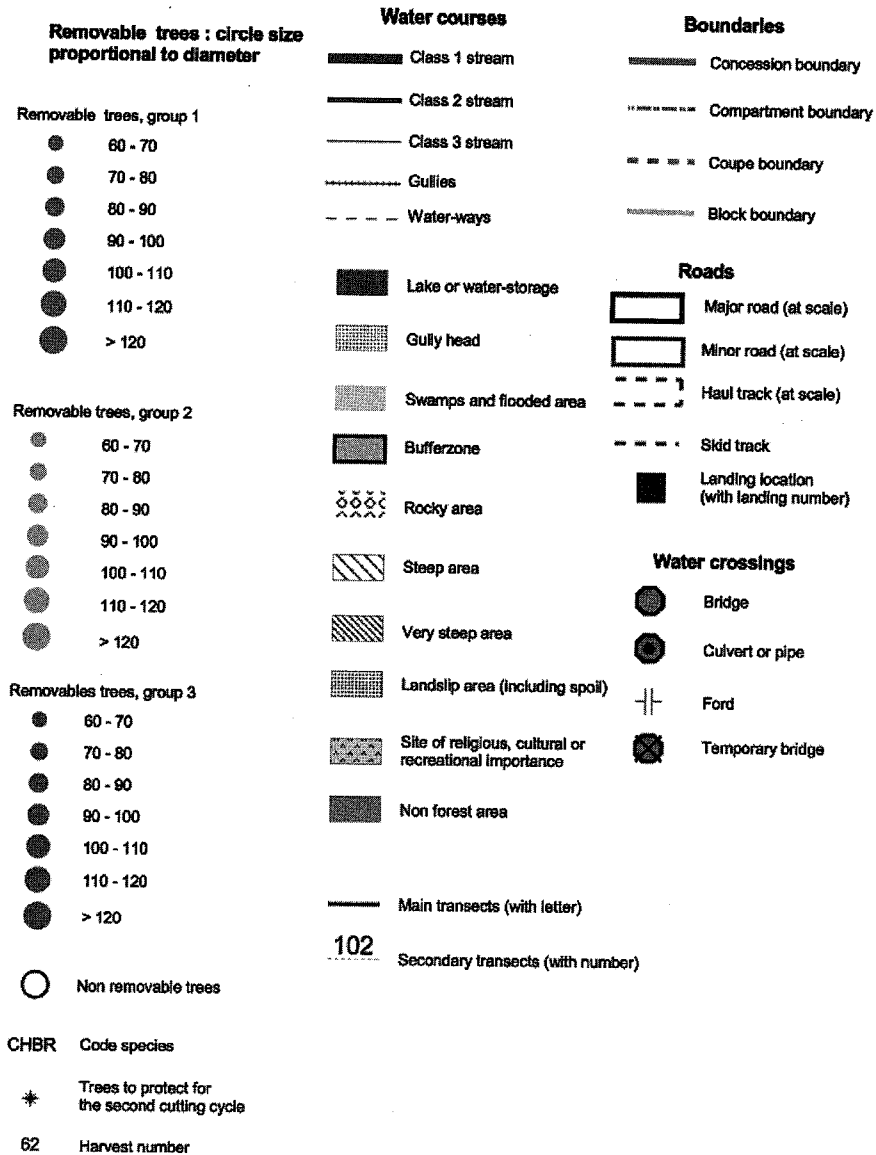 Removable trees : circle size
proportional to diameter
Removable trees, group 1
60 - 70
70 - 80
80 - 90
90 - 100
100 - 110
110 - 120
> 120
Removable trees, group 2
60 - 70
70 - 80
80 - 90
90 - 100
100 - 110
110 - 120
> 120
Removables trees, group 3
60 - 70
70 - 80
80 - 90
90 - 100
100 - 110
110 - 120
> 120
Non removable trees
CHBR Code species
Trees to protect for
the second cutting cycle
62 Harvest number
Water courses
Class 1 stream
Class 2 stream
Class 3 stream
Gullies
Water-ways
Lake or water-storage
Gully head
Swamps and flooded area
Bufferzone
Rocky area
Steep area
Very steep area
Landslip area (including spoil)
Site of religious, cultural or
recreational importance
Non forest area
Main transects (with letter)
102
Secondary transects (with number)
Boundaries
Concession boundary
Compartment boundary
Coupe boundary
Block boundary
Roads
Major road (at scale)
Minor road (at scale)
Haul track (at scale)
Skid track
Landing location
(with landing number)
Water crossings
Bridge
Culvert or pipe
Ford
Temporary bridge